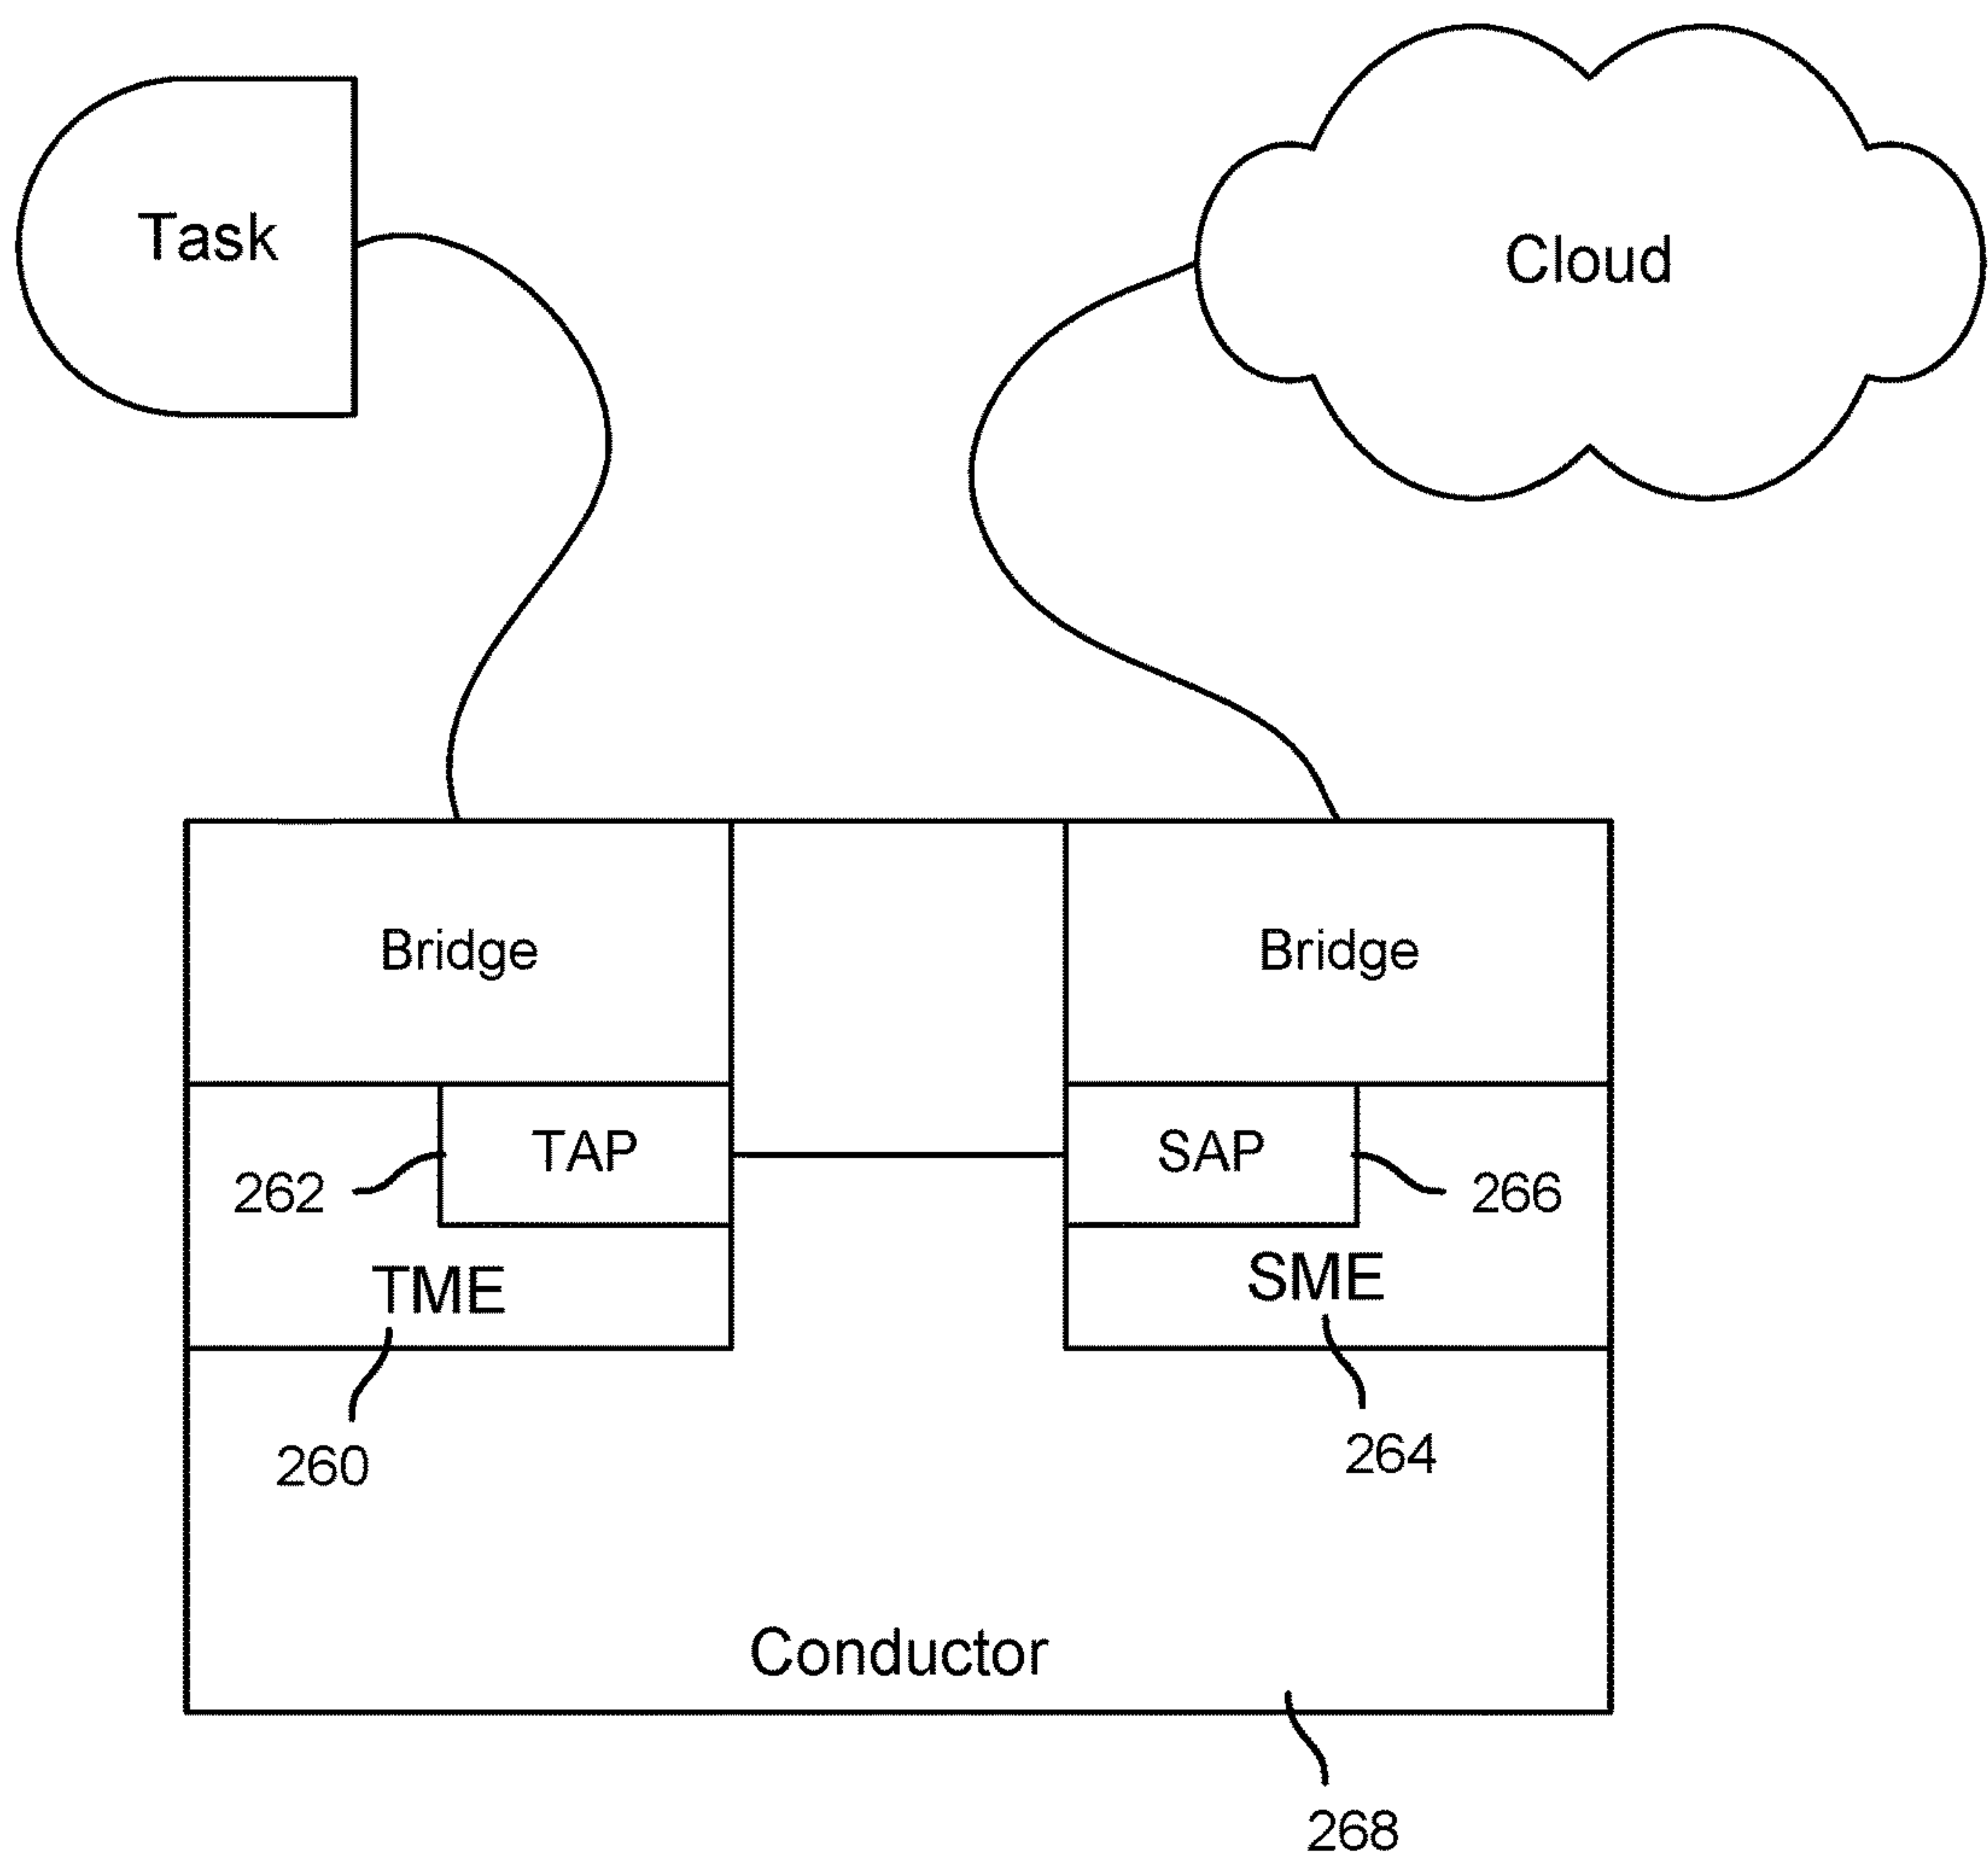 Task
Cloud
Bridge
Bridge
TAP
SAP
262
266
TME
SME
260
264
Conductor
268